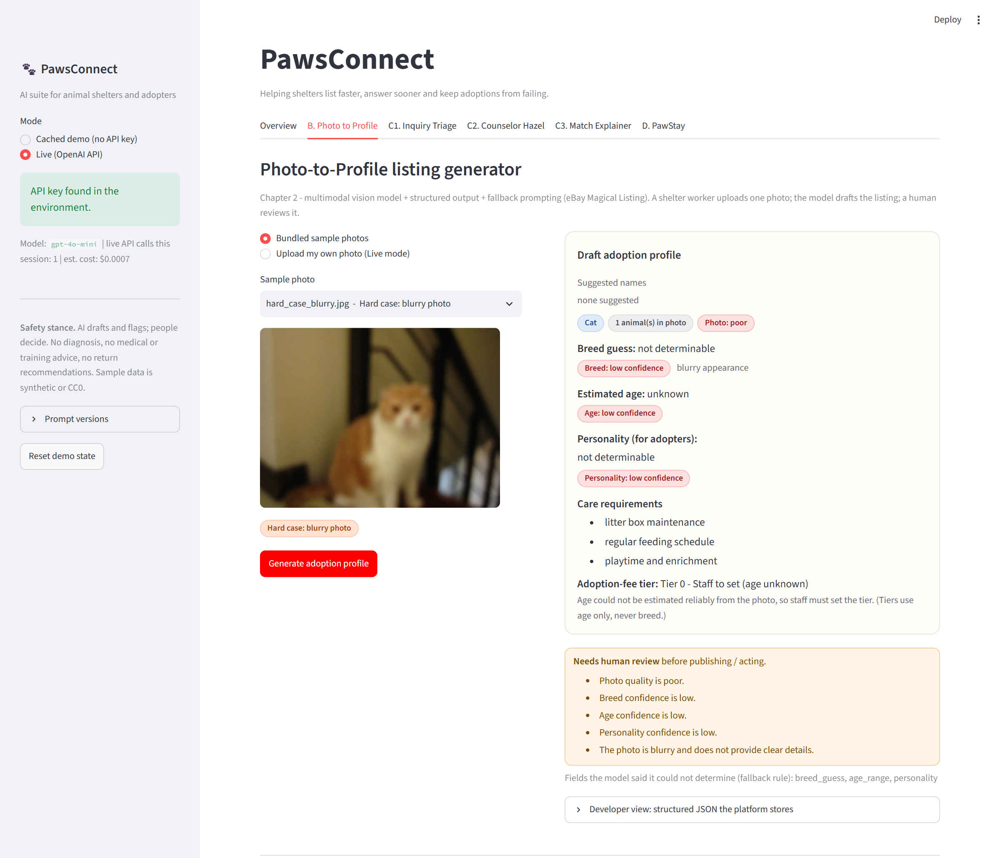 Deploy
PawsConnect
AI suite for animal shelters and adopters
Mode
Cached demo (no API key)
Live (OpenAI API)
API key found in the
environment.
Model: gpt-4o-mini | live API calls this
session: 1 | est. cost: $0.0007
Safety stance. AI drafts and flags; people
decide. No diagnosis, no medical or
training advice, no return
recommendations. Sample data is
synthetic or CC0.
Prompt versions
Reset demo state
PawsConnect
Helping shelters list faster, answer sooner and keep adoptions from failing.
Overview B. Photo to Profile C1. Inquiry Triage C2. Counselor Hazel C3. Match Explainer D. PawStay
Photo-to-Profile listing generator
Chapter 2 - multimodal vision model + structured output + fallback prompting (eBay Magical Listing). A shelter worker uploads one photo; the model drafts the listing; a human
reviews it.
Bundled sample photos
Upload my own photo (Live mode)
Sample photo
hard_case_blurry.jpg - Hard case: blurry photo
Hard case: blurry photo
Generate adoption profile
Draft adoption profile
Suggested names
none suggested
Cat 1 animal(s) in photo Photo: poor
Breed guess: not determinable
Breed: low confidence blurry appearance
Estimated age: unknown
Age: low confidence
Personality (for adopters):
not determinable
Personality: low confidence
Care requirements
• litter box maintenance
• regular feeding schedule
• playtime and enrichment
Adoption-fee tier: Tier 0 - Staff to set (age unknown)
Age could not be estimated reliably from the photo, so staff must set the tier. (Tiers use
age only, never breed.)
Needs human review before publishing / acting.
• Photo quality is poor.
• Breed confidence is low.
• Age confidence is low.
• Personality confidence is low.
• The photo is blurry and does not provide clear details.
Fields the model said it could not determine (fallback rule): breed_guess, age_range, personality
Developer view: structured JSON the platform stores